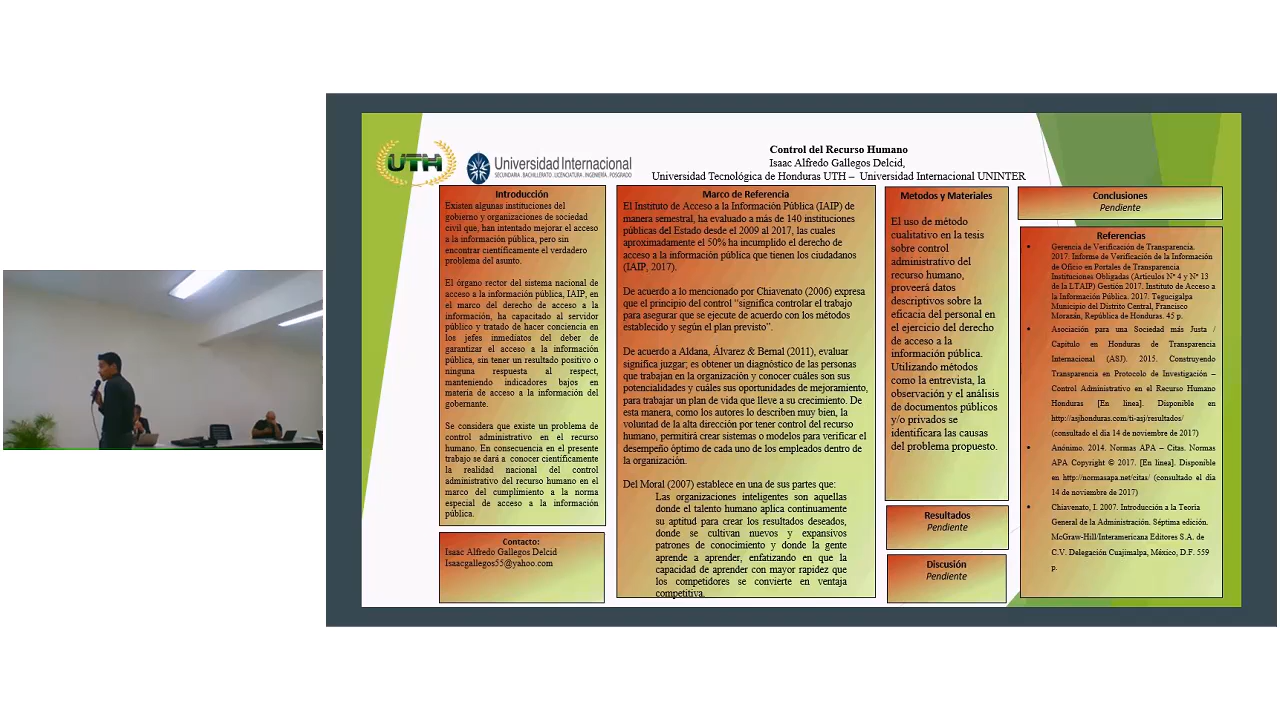 Control del Recurso Humano
Isaac Alfredo Gallegos Delcid,
Universidad Tecnológica de Honduras UTH – Universidad Internacional UNINTER
UTH
Universidad Internacional
SECUNDARIA. BACHILLERATO. LICENCIATURA. INGENIERÍA. POSGRADO
Introducción
Existen algunas instituciones del
gobierno y organizaciones de sociedad
civil que, han intentado mejorar el acceso
a la información pública, pero sin
encontrar científicamente el verdadero
problema del asunto.
El órgano rector del sistema nacional de
acceso a la información pública, IAIP, en
el marco del derecho de acceso a la
información, ha capacitado al servidor
público y tratado de hacer conciencia en
los jefes inmediatos del deber de
garantizar el acceso a la información
pública, sin tener un resultado positivo o
ninguna respuesta al respect,
manteniendo indicadores bajos en
materia de acceso a la información del
gobernante.
Se considera que existe un problema de
control administrativo en el recurso
humano. En consecuencia en el presente
trabajo se dará a conocer científicamente
la realidad nacional del control
administrativo del recurso humano en el
marco del cumplimiento a la norma
especial de acceso a la información
pública.
Contacto:
Isaac Alfredo Gallegos Delcid
Isaacgallegos55@yahoo.com
Marco de Referencia
El Instituto de Acceso a la Información Pública (IAIP) de
manera semestral, ha evaluado a más de 140 instituciones
públicas del Estado desde el 2009 al 2017, las cuales
aproximadamente el 50% ha incumplido el derecho de
acceso a la información pública que tienen los ciudadanos
(IAIP, 2017).
De acuerdo a lo mencionado por Chiavenato (2006) expresa
que el principio del control “significa controlar el trabajo
para asegurar que se ejecute de acuerdo con los métodos
establecido y según el plan previsto”.
De acuerdo a Aldana, Álvarez & Bernal (2011), evaluar
significa juzgar; es obtener un diagnóstico de las personas
que trabajan en la organización y conocer cuáles son sus
potencialidades y cuáles sus oportunidades de mejoramiento,
para trabajar un plan de vida que lleve a su crecimiento. De
esta manera, como los autores lo describen muy bien, la
voluntad de la alta dirección por tener control del recurso
humano, permitirá crear sistemas o modelos para verificar el
desempeño óptimo de cada uno de los empleados dentro de
la organización.
Del Moral (2007) establece en una de sus partes que:
Las organizaciones inteligentes son aquellas
donde el talento humano aplica continuamente
su aptitud para crear los resultados deseados,
donde se cultivan nuevos y expansivos
patrones de conocimiento y donde la gente
aprende a aprender, enfatizando en que la
capacidad de aprender con mayor rapidez que
los competidores se convierte en ventaja
competitiva.
Metodos y Materiales
El uso de método
cualitativo en la tesis
sobre control
administrativo del
recurso humano,
proveerá datos
descriptivos sobre la
eficacia del personal en
el ejercicio del derecho
de acceso a la
información pública.
Utilizando métodos
como la entrevista, la
observación y el análisis
de documentos públicos
y/o privados se
identificara las causas
del problema propuesto.
Resultados
Pendiente
Discusión
Pendiente
Conclusiones
Pendiente
Referencias
• Gerencia de Verificación de Transparencia.
2017. Informe de Verificación de la Información
de Oficio en Portales de Transparencia
Instituciones Obligadas (Artículos N° 4 y N° 13
de la LTAIP) Gestión 2017. Instituto de Acceso a
la Información Pública. 2017. Tegucigalpa
Municipio del Distrito Central, Francisco
Morazán, República de Honduras. 45 p.
• Asociación para una Sociedad más Justa /
Capitulo en Honduras de Transparencia
Internacional (ASJ). 2015. Construyendo
Transparencia en Protocolo de Investigación –
Control Administrativo en el Recurso Humano
Honduras [En linea]. Disponible en
http://asjhonduras.com/ti-asj/resultados/
(consultado el día 14 de noviembre de 2017)
• Anónimo. 2014. Normas APA – Citas. Normas
APA Copyright © 2017. [En linea]. Disponible
en http://normasapa.net/citas/ (consultado el día
14 de noviembre de 2017)
• Chiavenato, I. 2007. Introducción a la Teoría
General de la Administración. Séptima edición.
McGraw-Hill/Interamericana Editores S.A. de
C.V. Delegación Cuajimalpa, México, D.F. 559
p.